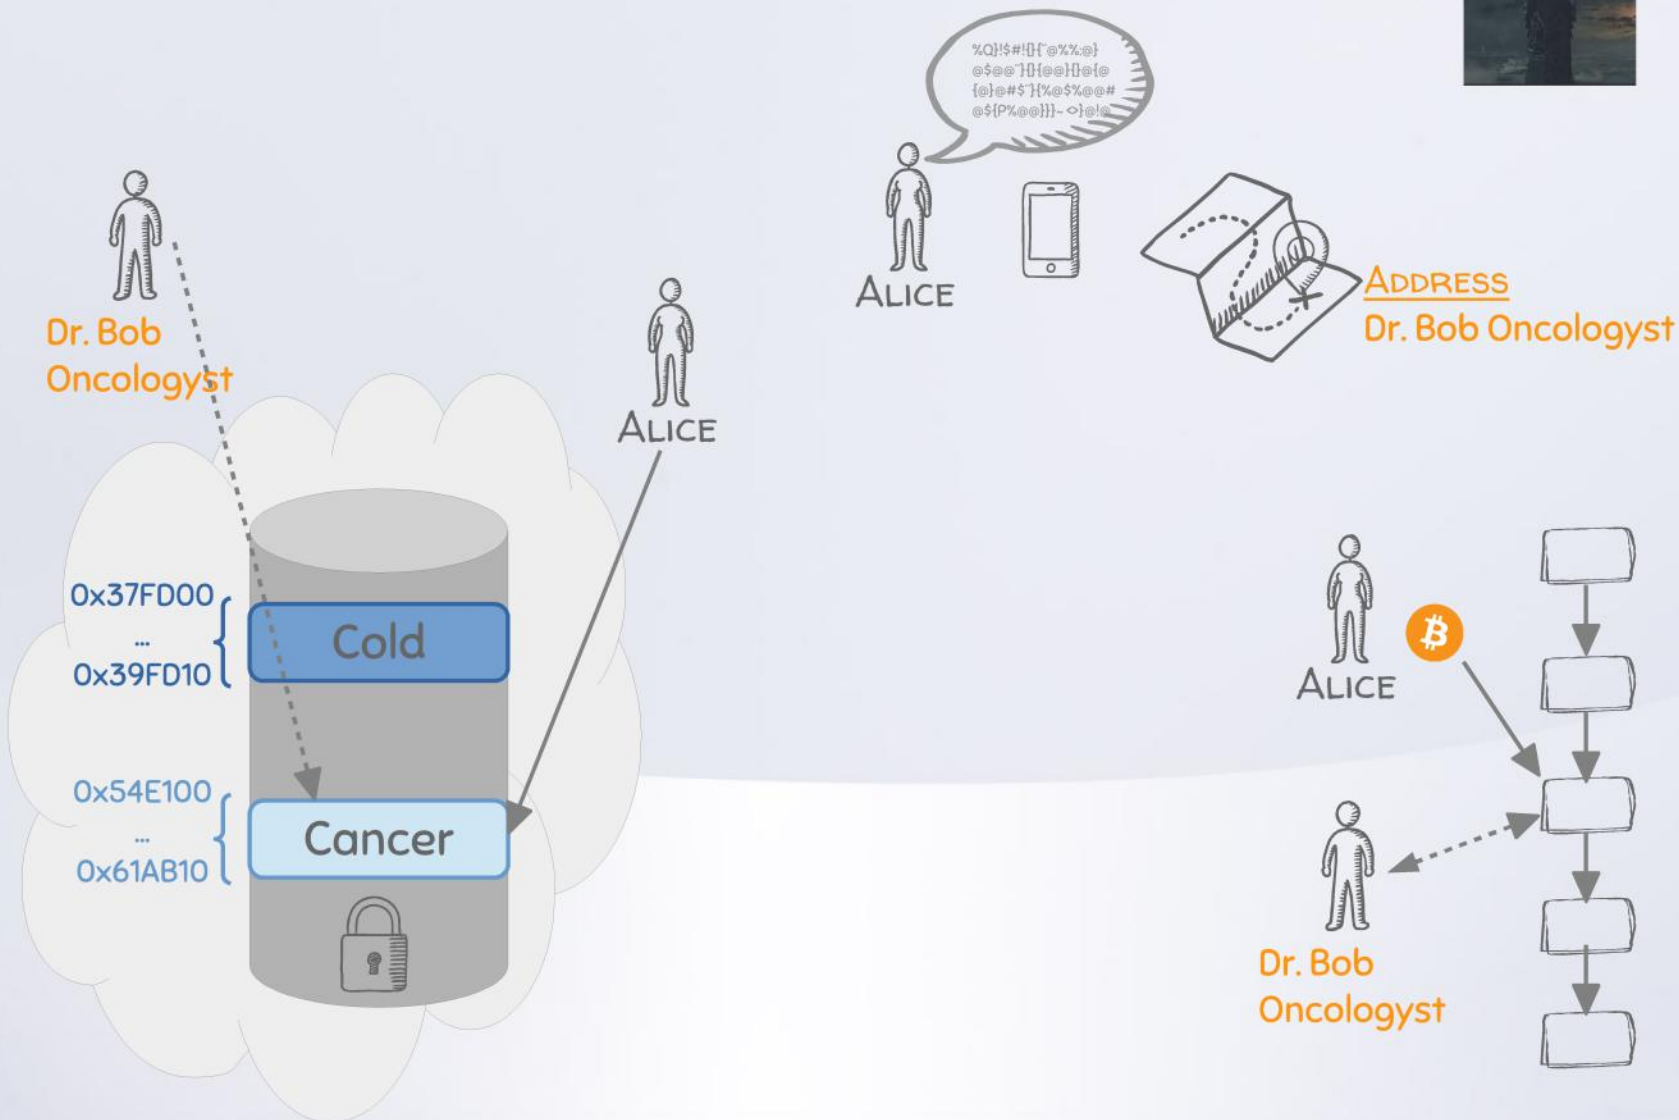 %Q}!$#!{}{¨@%%:@}
@$@@¨}{}{@@}{}@{@
{@}@#$¨}{%@$%@@#
@${P%@@}}}~ <>}@!@
ALICE
ADDRESS
Dr. Bob Oncologyst
Dr. Bob
Oncologyst
ALICE
0x37FD00
...
0x39FD10
Cold
0x54E100
...
0x61AB10
Cancer
ALICE
Dr. Bob
Oncologyst